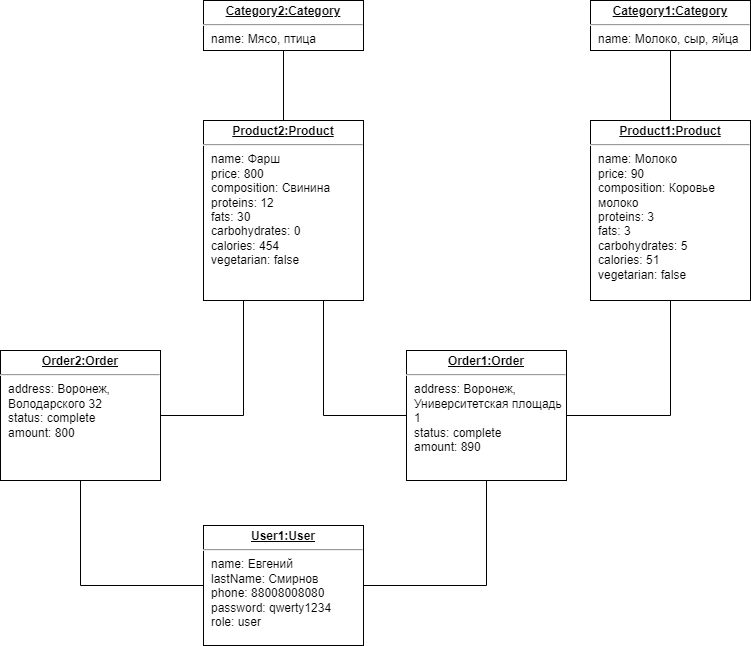 Category2:Category
name: Мясо, птица
Category1:Category
name: Молоко, сыр, яйца
Product2:Product
name: Фарш
price: 800
composition: Свинина
proteins: 12
fats: 30
carbohydrates: 0
calories: 454
vegetarian: false
Product1:Product
name: Молоко
price: 90
composition: Коровье
молоко
proteins: 3
fats: 3
carbohydrates: 5
calories: 51
vegetarian: false
Order2:Order
address: Воронеж,
Володарского 32
status: complete
amount: 800
Order1:Order
address: Воронеж,
Университетская площадь
1
status: complete
amount: 890
User1:User
name: Евгений
lastName: Смирнов
phone: 88008008080
password: qwerty1234
role: user